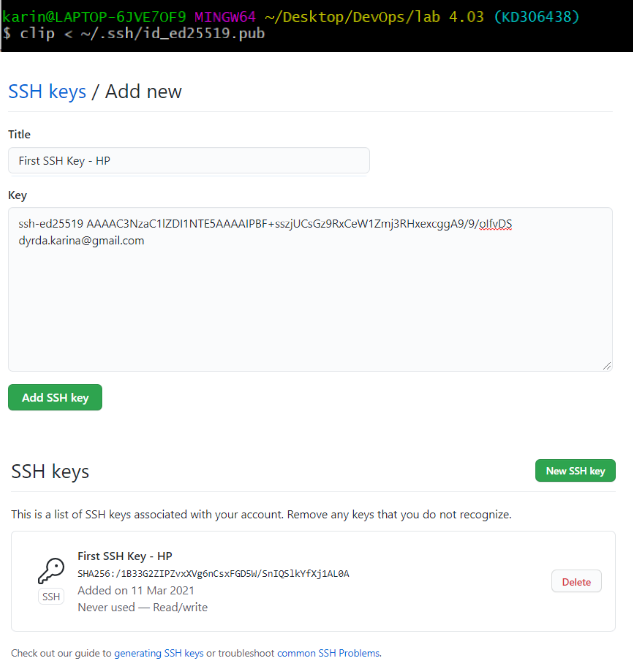 karin@LAPTOP-6JVE7OF9 MINGW64 ~/Desktop/DevOps/lab 4.03 (KD306438)
$ clip < ~/.ssh/id_ed25519.pub
SSH keys / Add new
Title
First SSH Key - HP
Key
ssh-ed25519 AAAAC3NzaC1lZDI1NTE5AAAAIPBF+sszjUCsGz9RxCeW1Zmj3RHxexcggA9/9/oIfvDS
dyrda.karina@gmail.com
Add SSH key
SSH keys
New SSH key
This is a list of SSH keys associated with your account. Remove any keys that you do not recognize.
First SSH Key - HP
SHA256:/1B33G2ZIPZvxXVg6nCsxFGD5W/SnIQSlkYfXj1AL0A
Added on 11 Mar 2021
Never used — Read/write
SSH
Delete
Check out our guide to generating SSH keys or troubleshoot common SSH Problems.